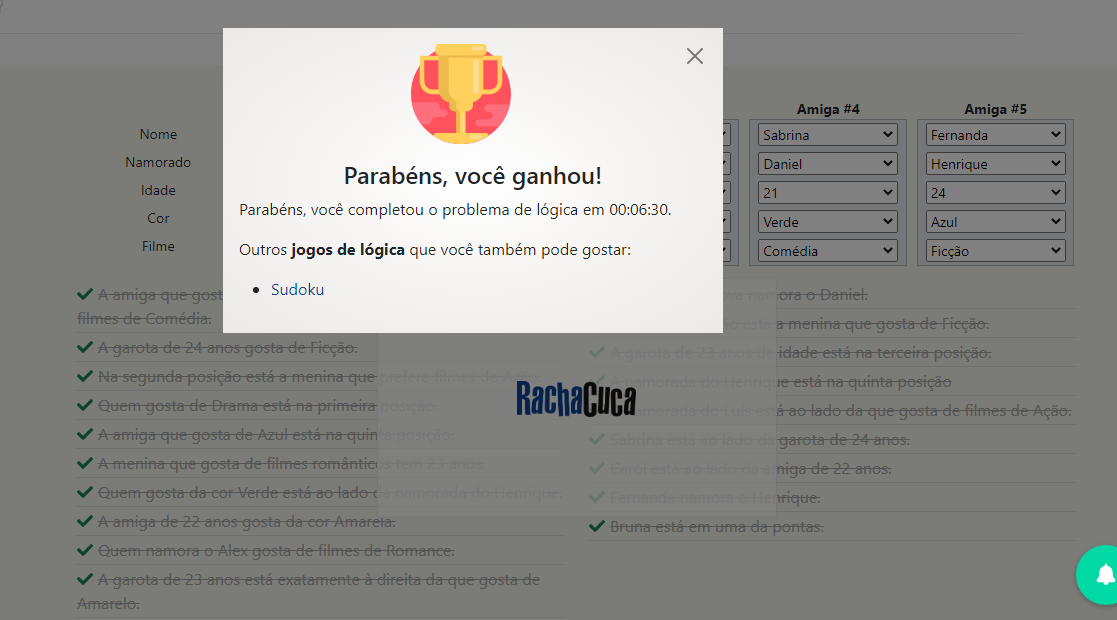 Parabéns, você ganhou!
Parabéns, você completou o problema de lógica em 00:06:30.
Outros jogos de lógica que você também pode gostar:
Sudoku
Amiga #4
Amiga #5
Nome
Sabrina
Fernanda
Namorado
Daniel
Henrique
Idade
21
24
Cor
Verde
Azul
Filme
Comédia
Ficção
A amiga que gost
filmes de Comédia.
A garota de 24 anos gosta de Ficção.
Na segunda posição está a menina que prefere filmes de Ação.
Quem gosta de Drama está na primeira posição.
A amiga que gosta de Azul está na quinta posição.
A menina que gosta de filmes românticos tem 23 anos.
Quem gosta da cor Verde está ao lado da namorada do Henrique.
A amiga de 22 anos gosta da cor Amarela.
Quem namora o Alex gosta de filmes de Romance.
A garota de 23 anos está exatamente à direita da que gosta de
Amarelo.
namora o Daniel.
está a menina que gosta de Ficção.
A garota de 23 anos de idade está na terceira posição.
A namorada do Henrique está na quinta posição
namorada do Luis está ao lado da que gosta de filmes de Ação.
Sabrina está ao lado da garota de 24 anos.
Carol está ao lado da amiga de 22 anos.
Fernanda namora o Henrique.
Bruna está em uma da pontas.
RachaCuca